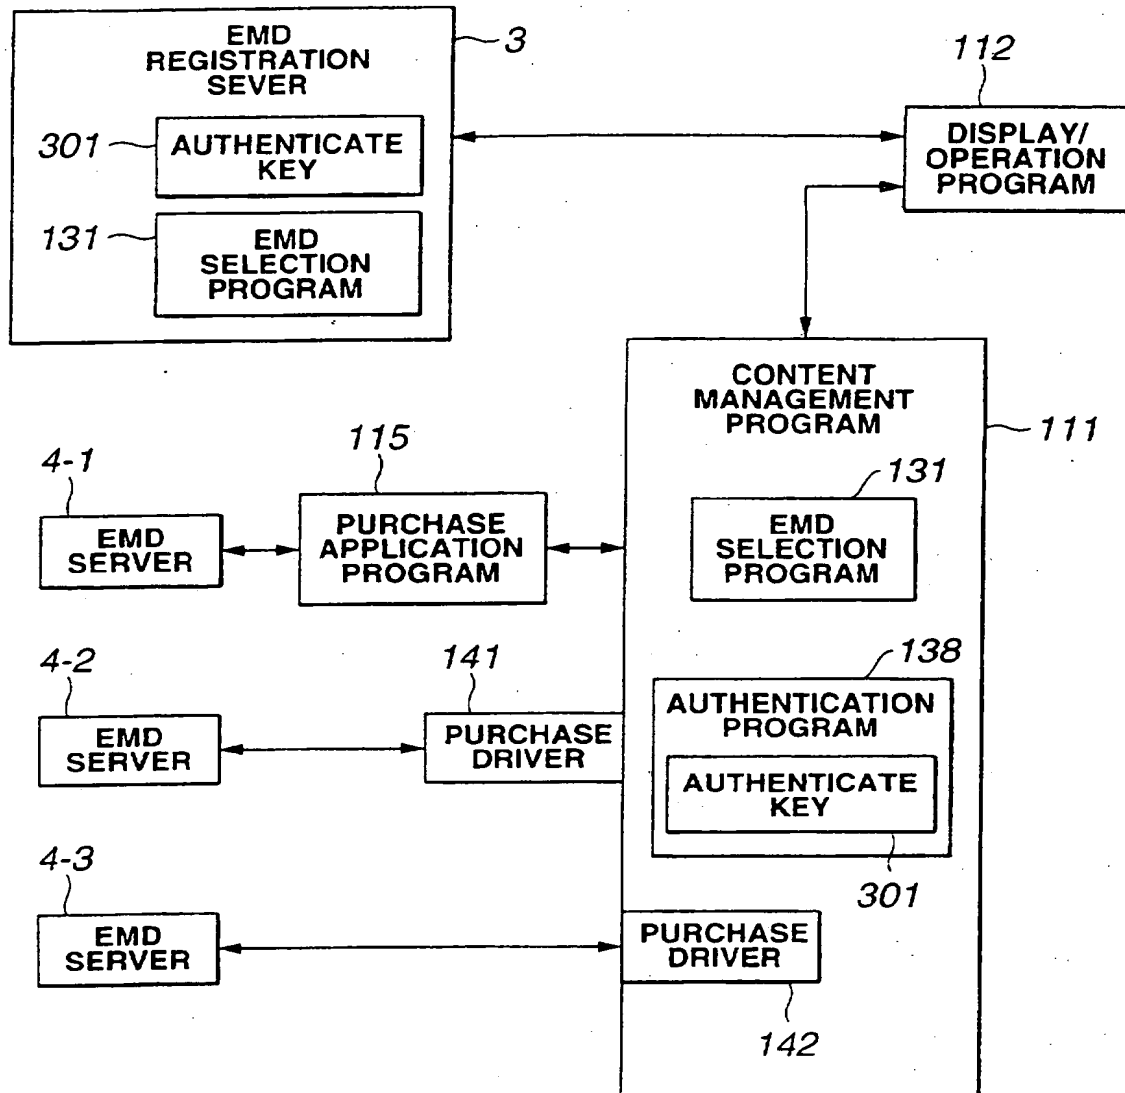 EMD
REGISTRATION
SEVER
3
301
AUTHENTICATE
KEY
131
EMD
SELECTION
PROGRAM
112
DISPLAY/
OPERATION
PROGRAM
CONTENT
MANAGEMENT
PROGRAM
111
4-1
EMD
SERVER
115
PURCHASE
APPLICATION
PROGRAM
131
EMD
SELECTION
PROGRAM
4-2
EMD
SERVER
141
PURCHASE
DRIVER
138
AUTHENTICATION
PROGRAM
AUTHENTICATE
KEY
301
4-3
EMD
SERVER
PURCHASE
DRIVER
142